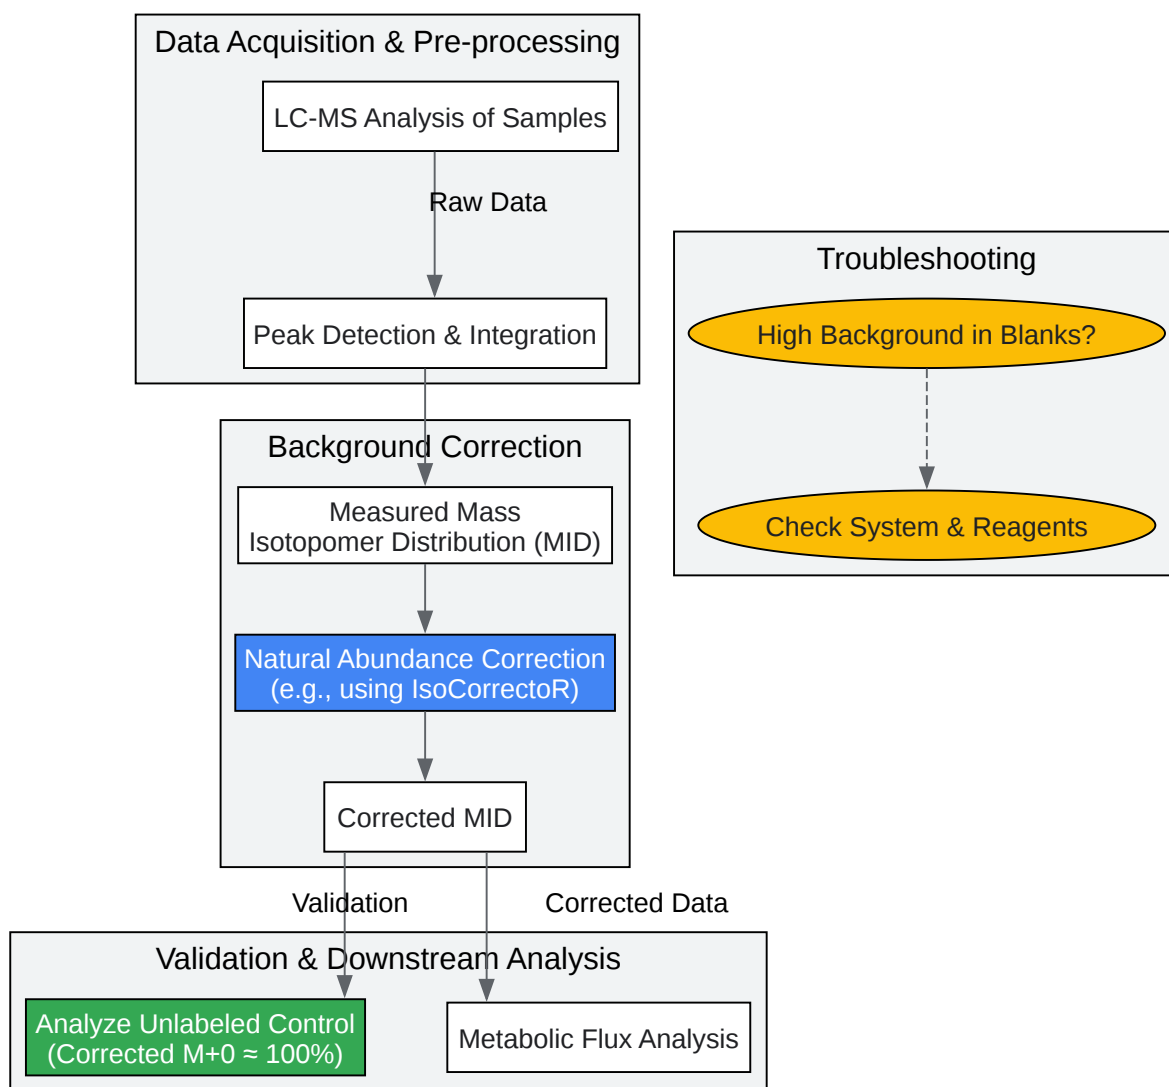 Data Acquisition & Pre-processing
LC-MS Analysis of Samples
Raw Data
Peak Detection & Integration
Background Correction
Measured Mass
Isotopomer Distribution (MID)
Natural Abundance Correction
(e.g., using IsoCorrectoR)
Corrected MID
Validation
Corrected Data
Validation & Downstream Analysis
Analyze Unlabeled Control
(Corrected M+0 ≈ 100%)
Metabolic Flux Analysis
Troubleshooting
High Background in Blanks?
Check System & Reagents